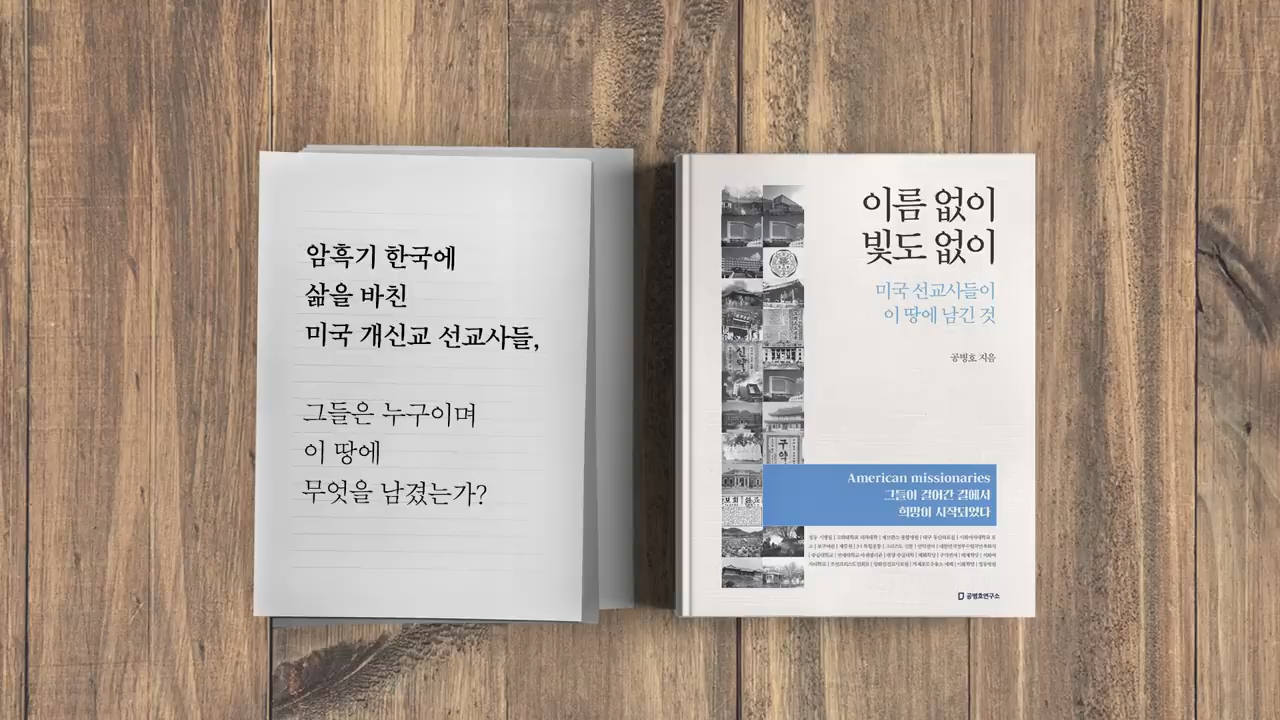 암흑기 한국에
삶을 바친
미국 개신교 선교사들,
그들은 누구이며
이 땅에
무엇을 남겼는가?
이름 없이
빛도 없이
미국 선교사들이
이 땅에 남긴 것
공병호 지음
구약
American missionaries
그들이 걸어간 길에서
희망이 시작되었다
공병호연구소